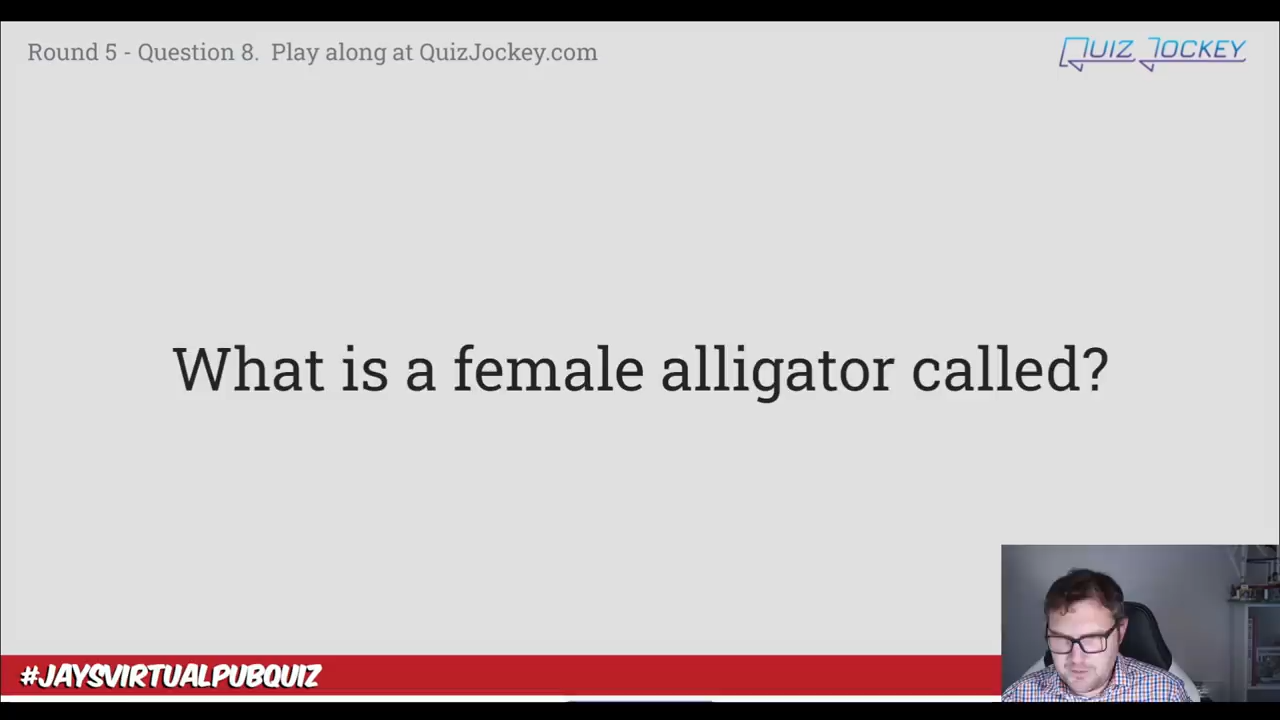 Round 5 - Question 8.  Play along at QuizJockey.com
QUIZ JOCKEY
What is a female alligator called?
#JAYSVIRTUALPUBQUIZ